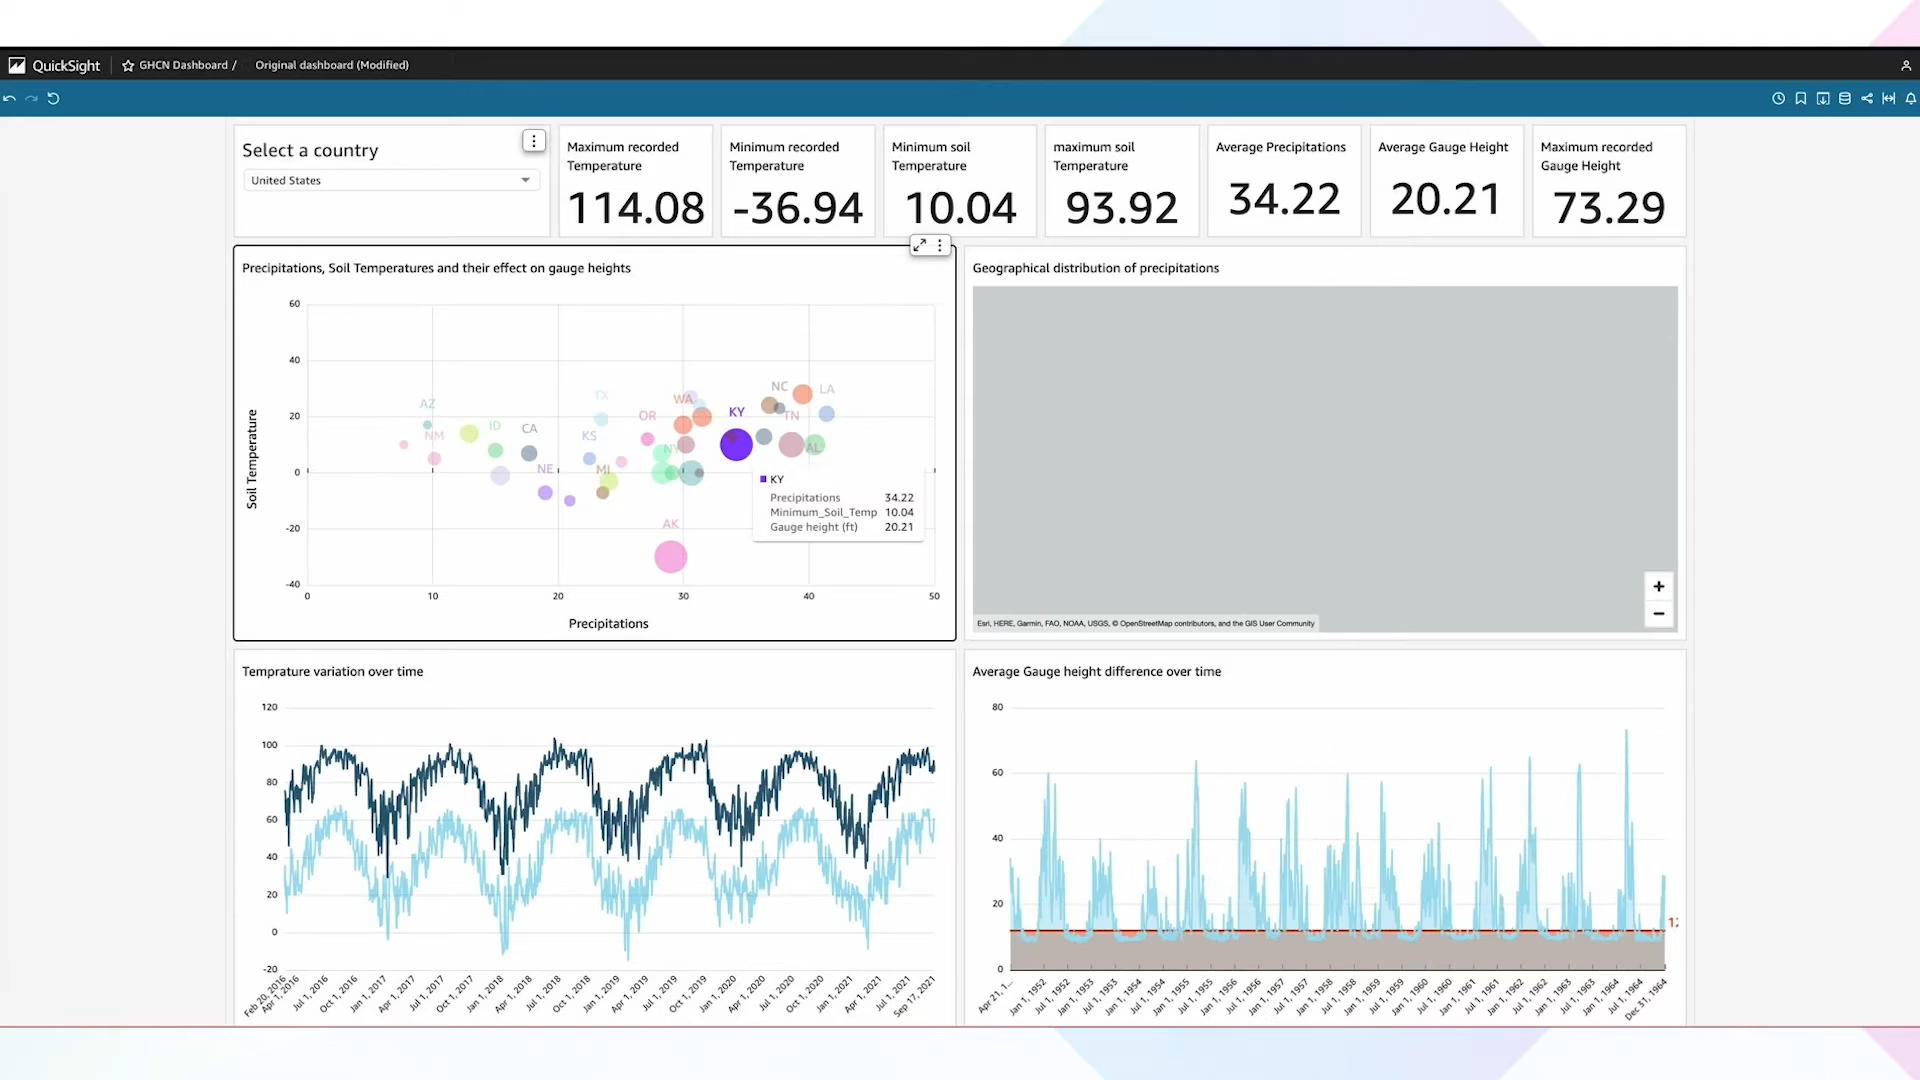 QuickSight
GHCN Dashboard /
Original dashboard (Modified)
Select a country
United States
Maximum recorded
Temperature
114.08
Minimum recorded
Temperature
-36.94
Minimum soil
Temperature
10.04
maximum soil
Temperature
93.92
Average Precipitations
34.22
Average Gauge Height
20.21
Maximum recorded
Gauge Height
73.29
Precipitations, Soil Temperatures and their effect on gauge heights
60
40
20
0
-20
-40
Soil Temperature
AZ
NM
ID
CA
NE
KS
TX
MI
OR
NY
WA
KY
NC
TN
LA
AL
AK
KY
Precipitations 34.22
Minimum_Soil_Temp 10.04
Gauge height (ft) 20.21
0 10 20 30 40 50
Precipitations
Geographical distribution of precipitations
+
−
Esri, HERE, Garmin, FAO, NOAA, USGS, © OpenStreetMap contributors, and the GIS User Community
Temprature variation over time
120
100
80
60
40
20
0
-20
Feb 20, 2016
Apr 1, 2016
Jul 1, 2016
Oct 1, 2016
Jan 1, 2017
Apr 1, 2017
Jul 1, 2017
Oct 1, 2017
Jan 1, 2018
Apr 1, 2018
Jul 1, 2018
Oct 1, 2018
Jan 1, 2019
Apr 1, 2019
Jul 1, 2019
Oct 1, 2019
Jan 1, 2020
Apr 1, 2020
Jul 1, 2020
Oct 1, 2020
Jan 1, 2021
Apr 1, 2021
Jul 1, 2021
Sep 17, 2021
Average Gauge height difference over time
80
60
40
20
0
Apr 21, 1...
Jan 1, 1952
Jul 1, 1952
Jan 1, 1953
Jul 1, 1953
Jan 1, 1954
Jul 1, 1954
Jan 1, 1955
Jul 1, 1955
Jan 1, 1956
Jul 1, 1956
Jan 1, 1957
Jul 1, 1957
Jan 1, 1958
Jul 1, 1958
Jan 1, 1959
Jul 1, 1959
Jan 1, 1960
Jul 1, 1960
Jan 1, 1961
Jul 1, 1961
Jan 1, 1962
Jul 1, 1962
Jan 1, 1963
Jul 1, 1963
Jan 1, 1964
Jul 1, 1964
Dec 31, 1964